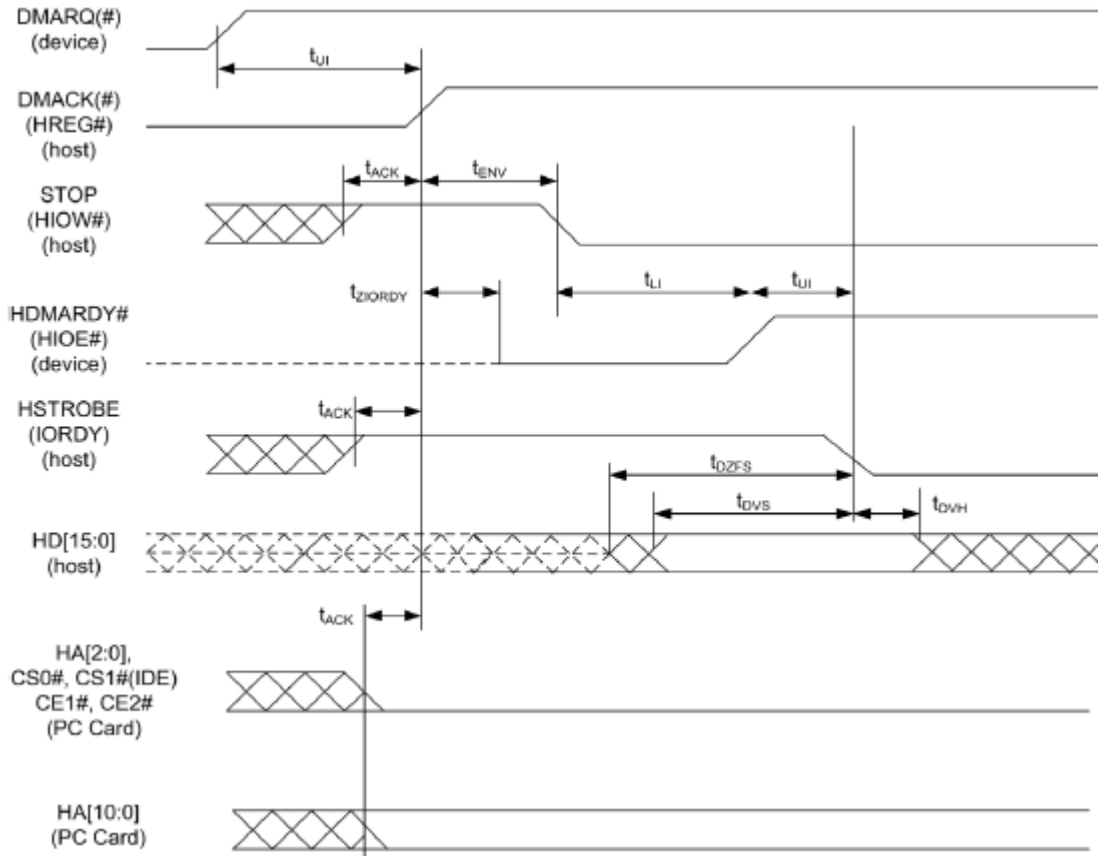 DMARQ(#)
(device)
tUI
DMACK(#)
(HREG#)
(host)
tACK
tENV
STOP
(HIOW#)
(host)
tZIORDY
tLI
tUI
HDMARDY#
(HIOE#)
(device)
HSTROBE
(IORDY)
(host)
tACK
tDZFS
tDVS
tDVH
HD[15:0]
(host)
tACK
HA[2:0],
CS0#, CS1#(IDE)
CE1#, CE2#
(PC Card)
HA[10:0]
(PC Card)